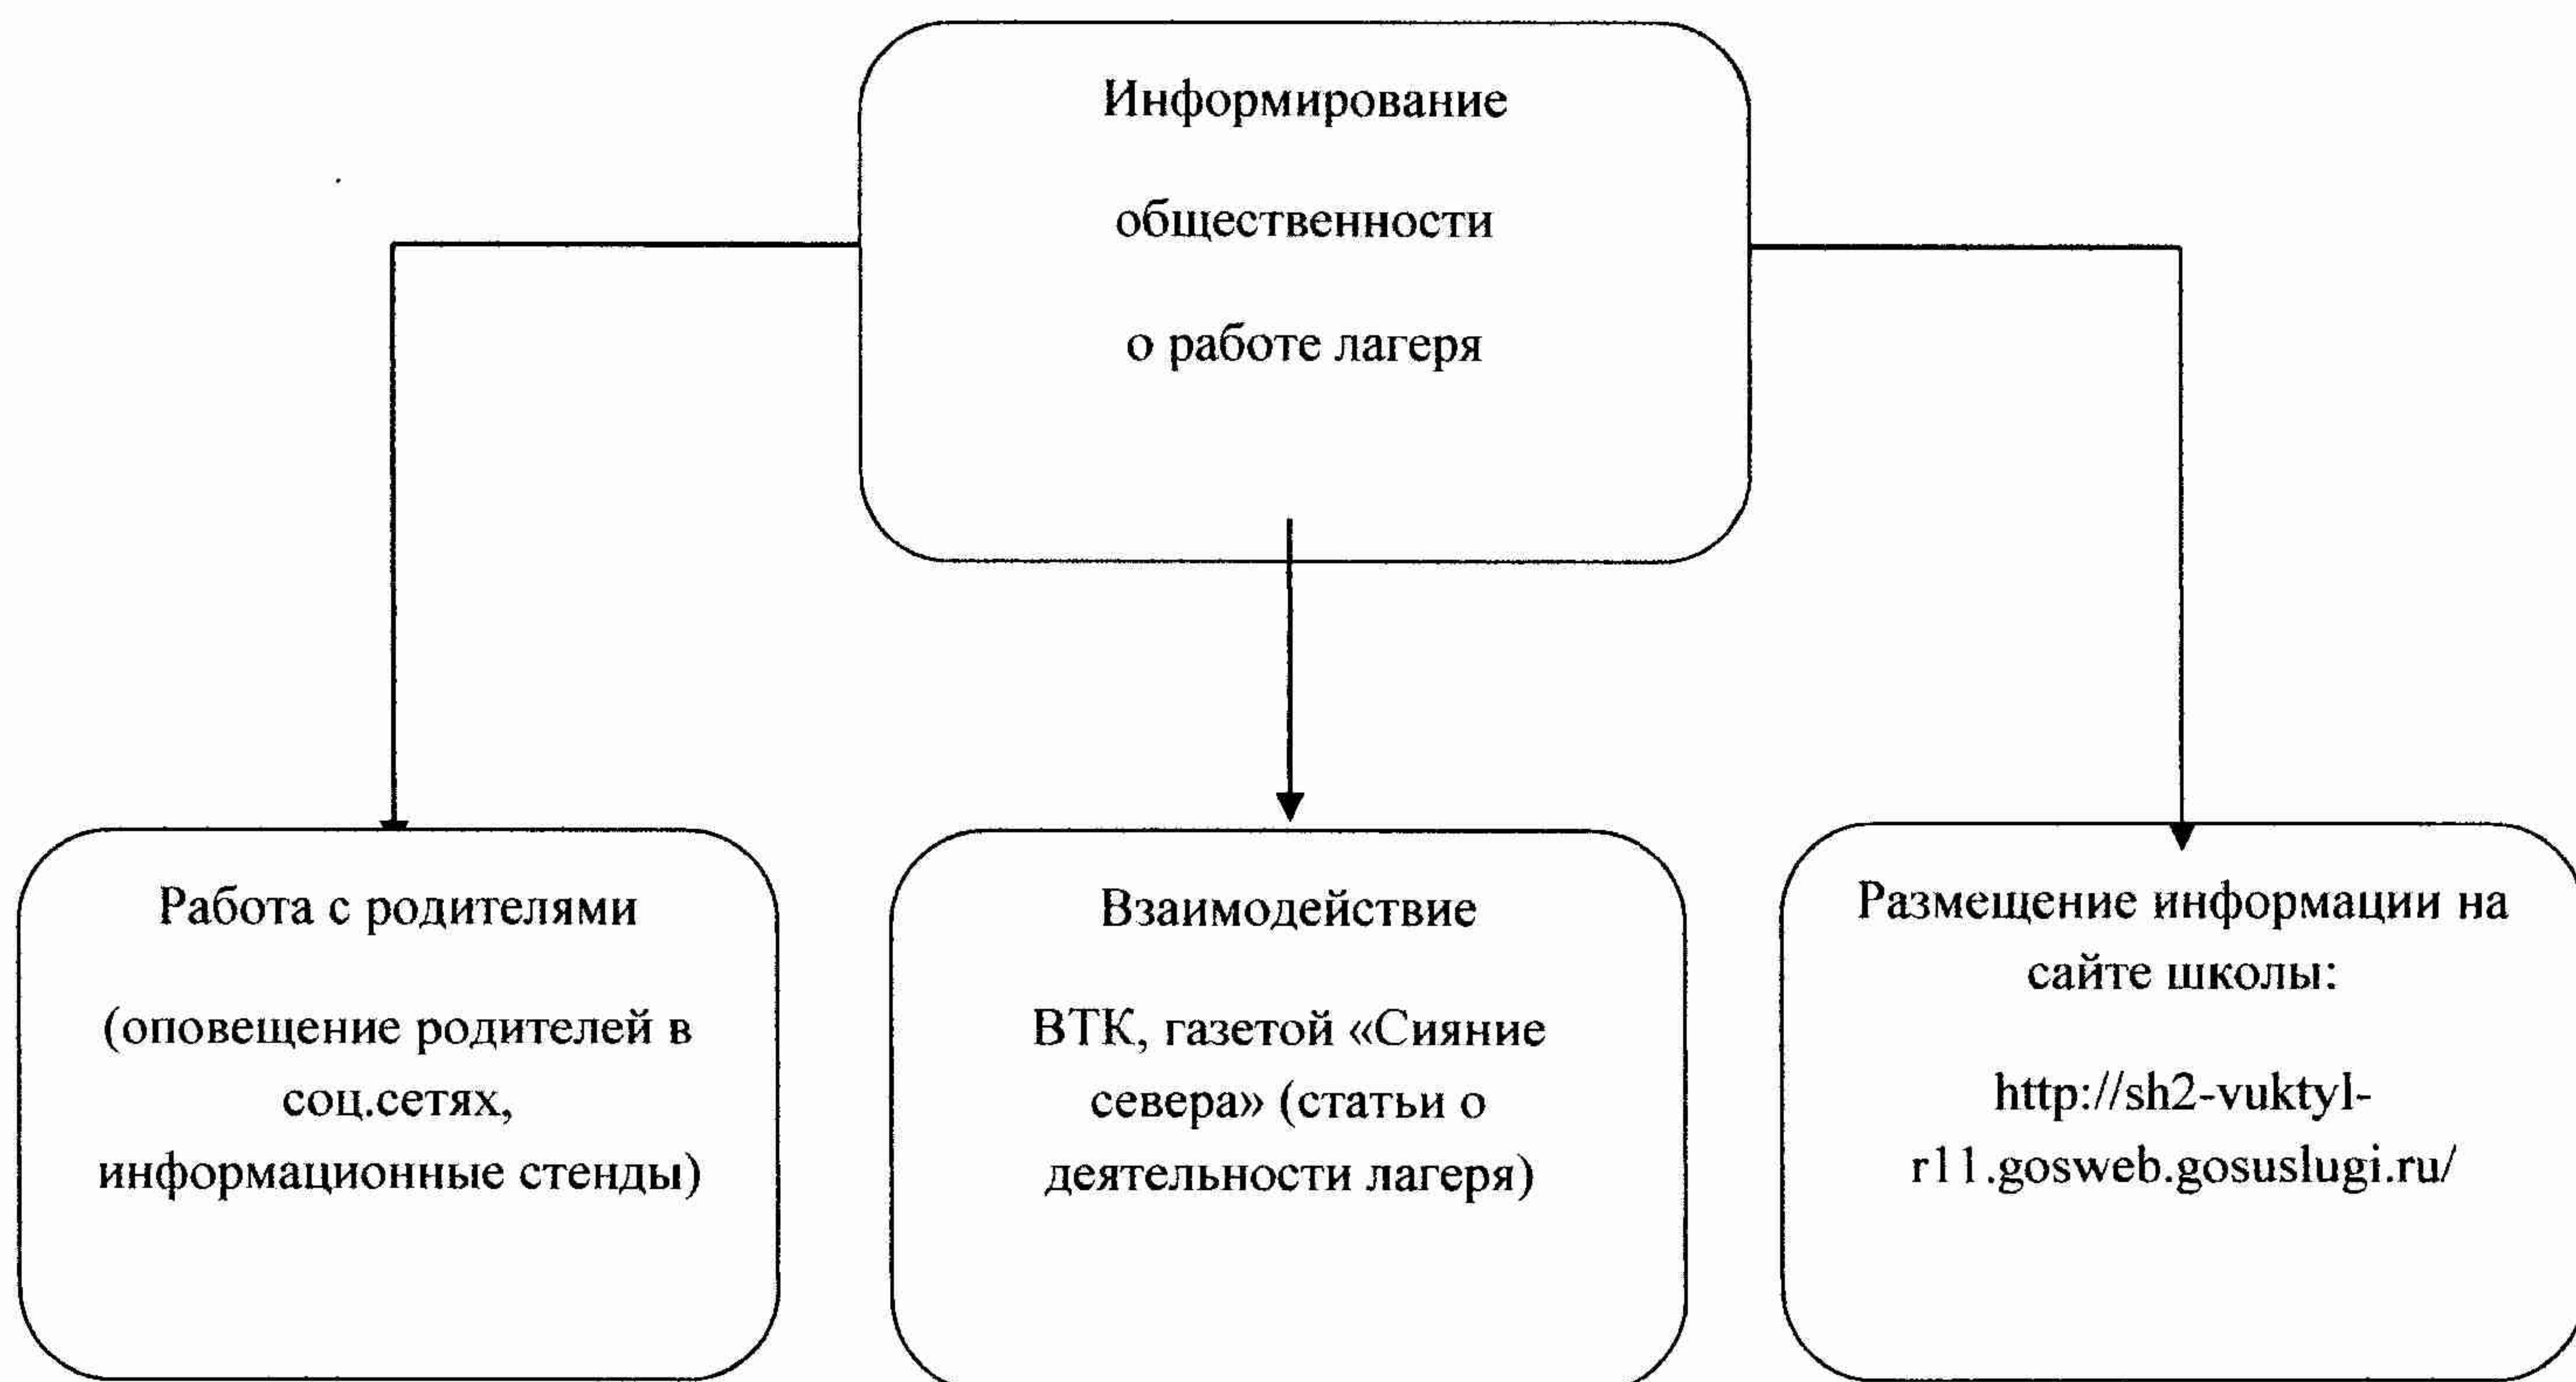 Информирование
общественности
о работе лагеря
Работа с родителями
(оповещение родителей в
соц.сетях,
информационные стенды)
Взаимодействие
ВТК, газетой «Сияние
севера» (статьи о
деятельности лагеря)
Размещение информации на
сайте школы:
http://sh2-vuktyl-
r11.gosweb.gosuslugi.ru/